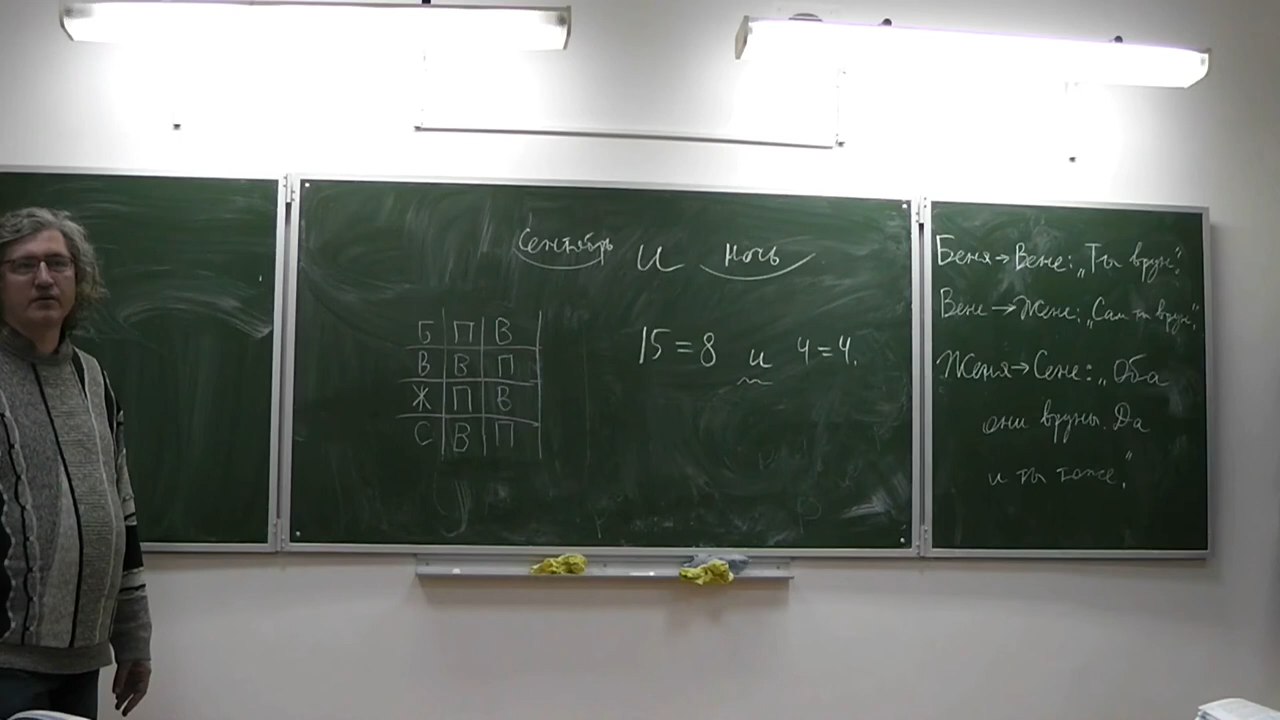 Сентябрь и ночь
Б П В
В В П
Ж П В
С В П
15=8 и 4=4.
Беня→Вене: „Ты врун".
Веня→Жене: „Сам ты врун".
Женя→Сене: „Оба
они вруны. Да
и ты тоже".